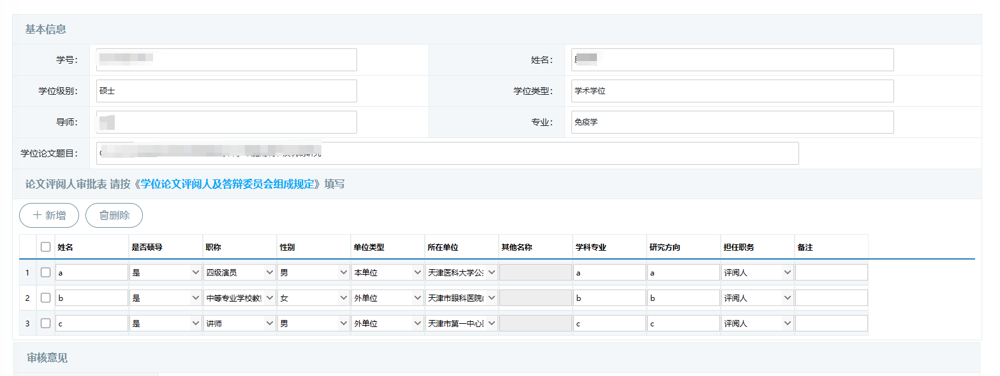 基本信息
学号：
姓名：
学位级别： 硕士
学位类型： 学术学位
导师：
专业： 免疫学
学位论文题目：
论文评阅人审批表 请按《学位论文评阅人及答辩委员会组成规定》填写
新增 删除
姓名 是否硕导 职称 性别 单位类型 所在单位 其他名称 学科专业 研究方向 担任职务 备注
1 a 是 四级演员 男 本单位 天津医科大学公 a a 评阅人
2 b 是 中等专业学校教 女 外单位 天津市眼科医院( b b 评阅人
3 c 是 讲师 男 外单位 天津市第一中心 c c 评阅人
审核意见